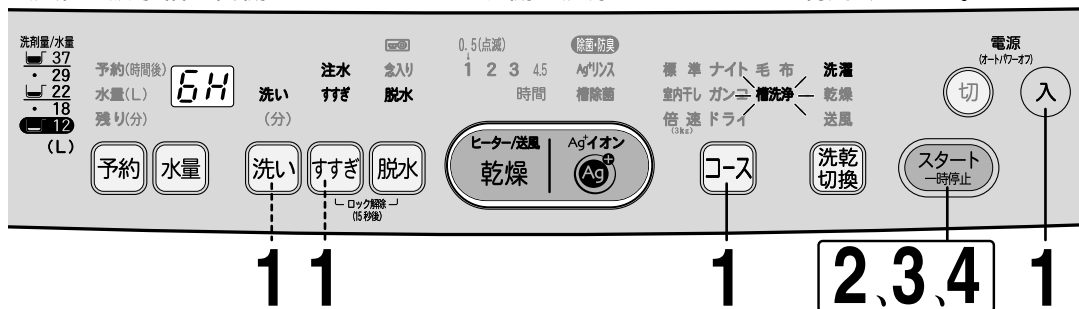 洗剤量/水量
37
・ 29
22
・ 18
12
(L)
予約(時間後)
水量(L)
残り(分)
6H
洗い
(分)
注水
すすぎ
念入り
脱水
0.5(点滅)
1 2 3 4.5
時間
除菌・防臭
Ag⁺リンス
槽除菌
標 準 ナイト 毛 布
室内干し ガンコ 槽洗浄
倍 速 ドライ
(3kg)
洗濯
乾燥
送風
電源
(オートパワーオフ)
切
入
予約
水量
洗い
すすぎ
脱水
ロック解除
(15秒後)
ヒーター/送風
乾燥
Ag⁺イオン
Ag⁺
コース
洗乾
切換
スタート
一時停止
1 1 1 2、3、4 1